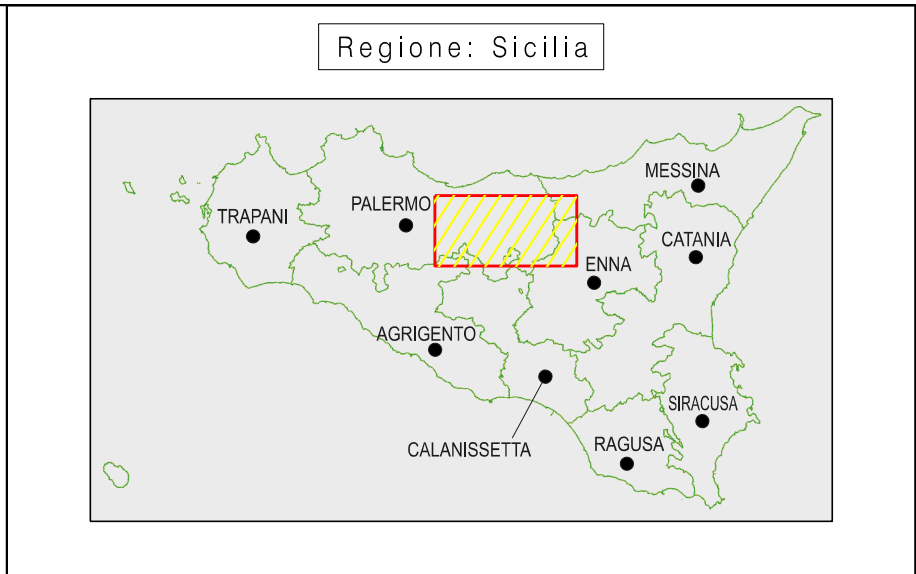 Regione: Sicilia
MESSINA
PALERMO
TRAPANI
CATANIA
ENNA
AGRIGENTO
SIRACUSA
RAGUSA
CALANISSETTA